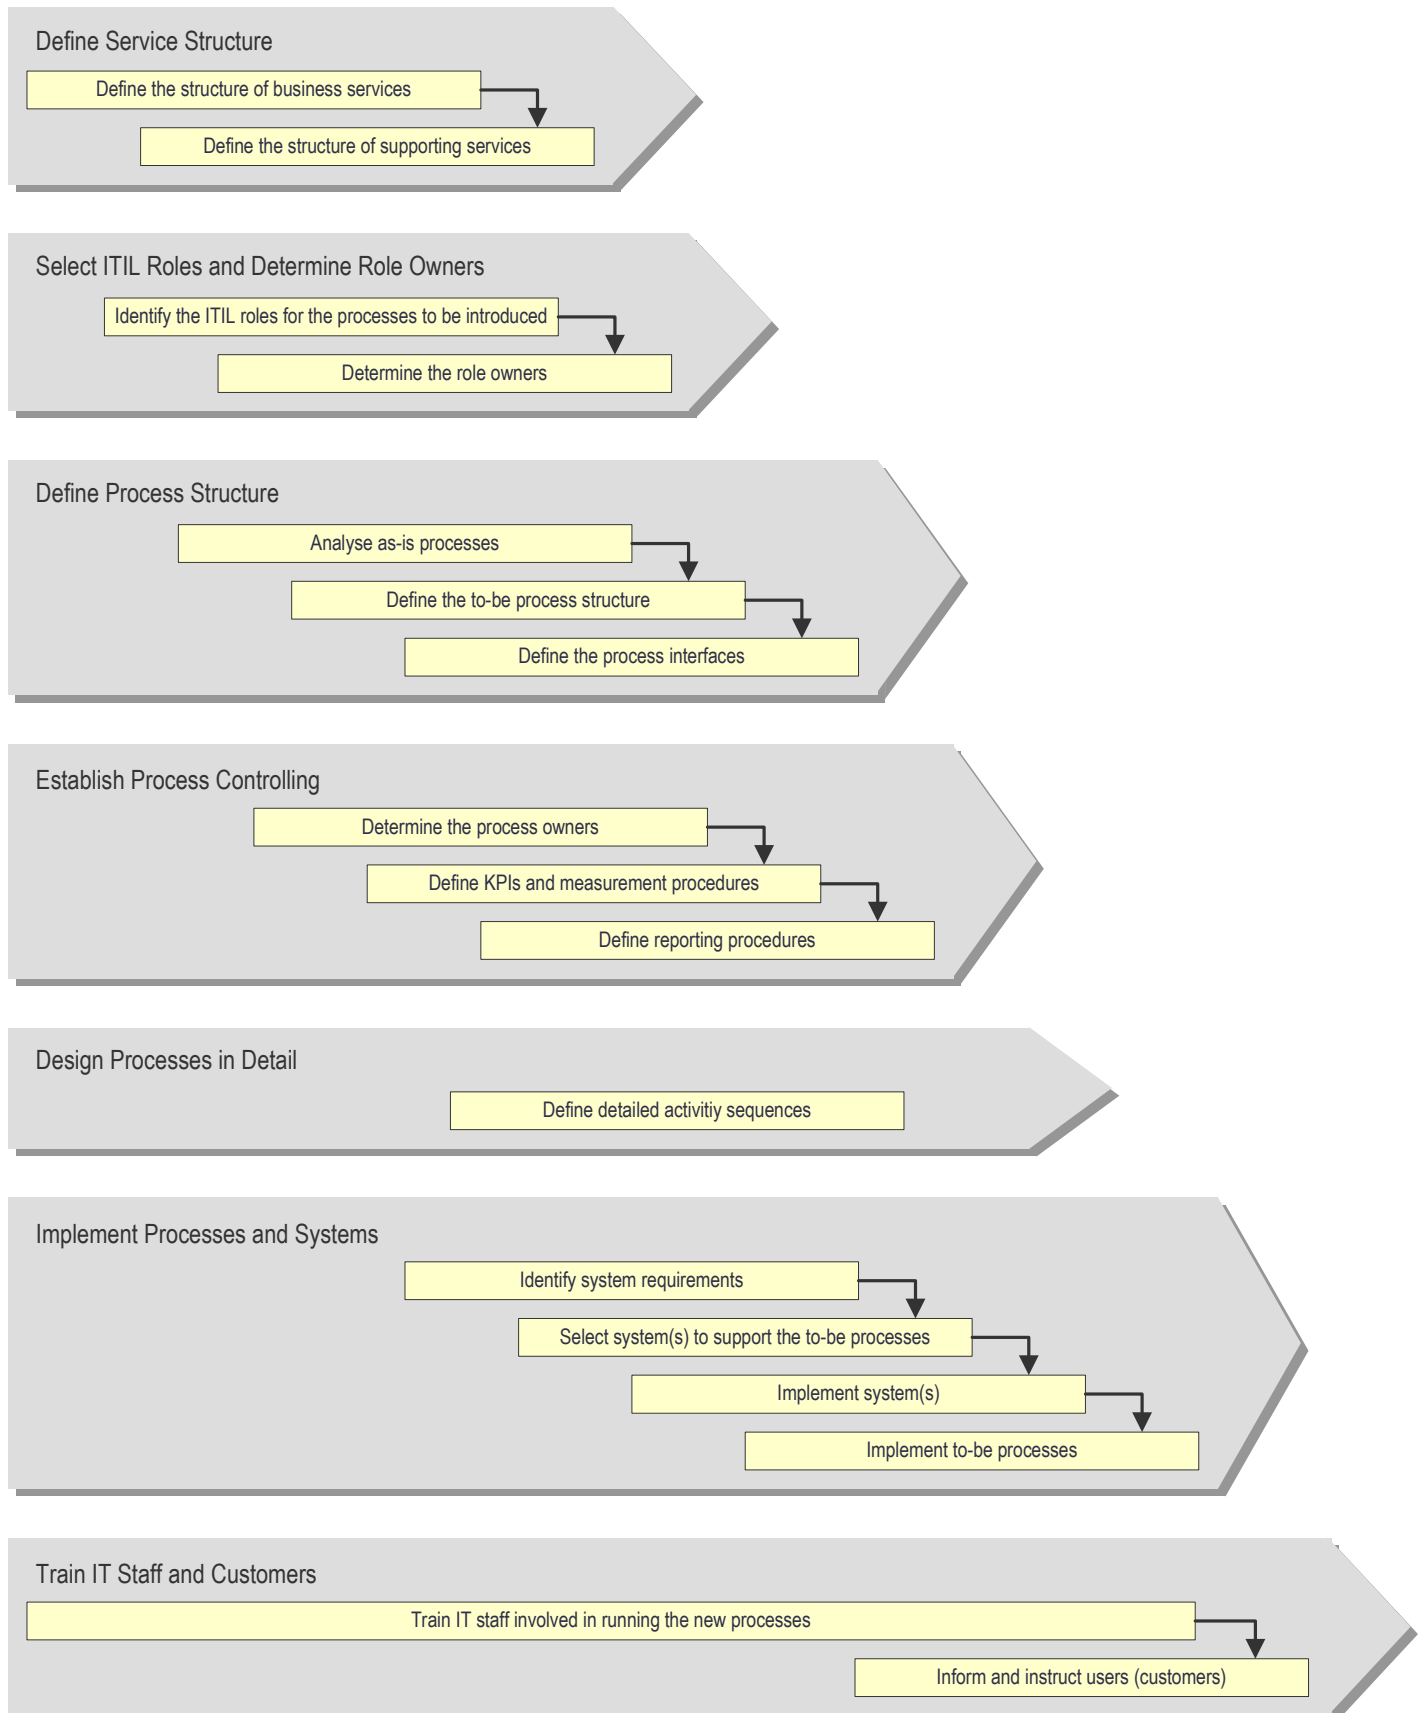 Define Service Structure
Define the structure of business services
Define the structure of supporting services
Select ITIL Roles and Determine Role Owners
Identify the ITIL roles for the processes to be introduced
Determine the role owners
Define Process Structure
Analyse as-is processes
Define the to-be process structure
Define the process interfaces
Establish Process Controlling
Determine the process owners
Define KPIs and measurement procedures
Define reporting procedures
Design Processes in Detail
Define detailed activitiy sequences
Implement Processes and Systems
Identify system requirements
Select system(s) to support the to-be processes
Implement system(s)
Implement to-be processes
Train IT Staff and Customers
Train IT staff involved in running the new processes
Inform and instruct users (customers)